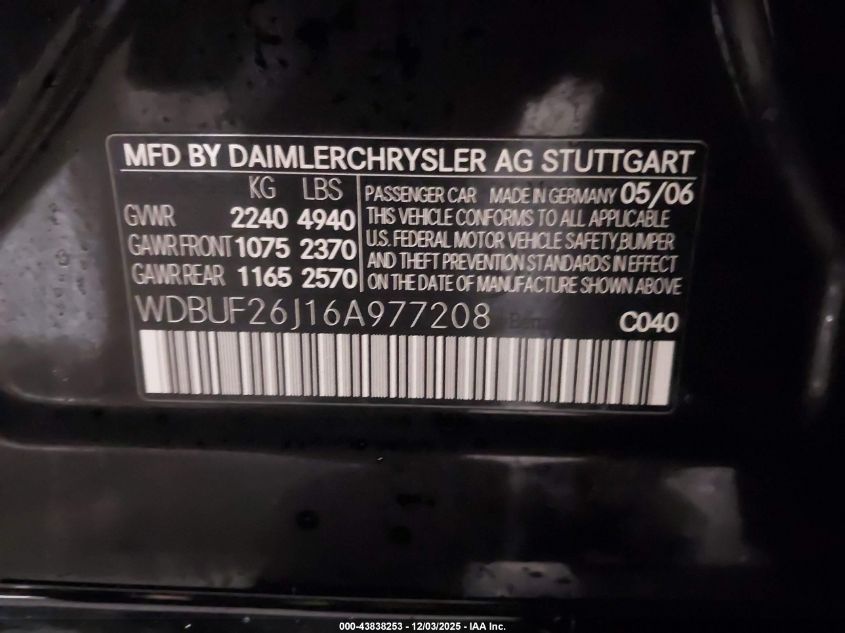 MFD BY DAIMLERCHRYSLER AG STUTTGART
KG LBS
GVWR 2240 4940
GAWR FRONT 1075 2370
GAWR REAR 1165 2570
PASSENGER CAR MADE IN GERMANY 05/06
THIS VEHICLE CONFORMS TO ALL APPLICABLE
U.S. FEDERAL MOTOR VEHICLE SAFETY, BUMPER
AND THEFT PREVENTION STANDARDS IN EFFECT
ON THE DATE OF MANUFACTURE SHOWN ABOVE
WDBUF26J16A977208 C040
000-43838253 - 12/03/2025 - IAA Inc.